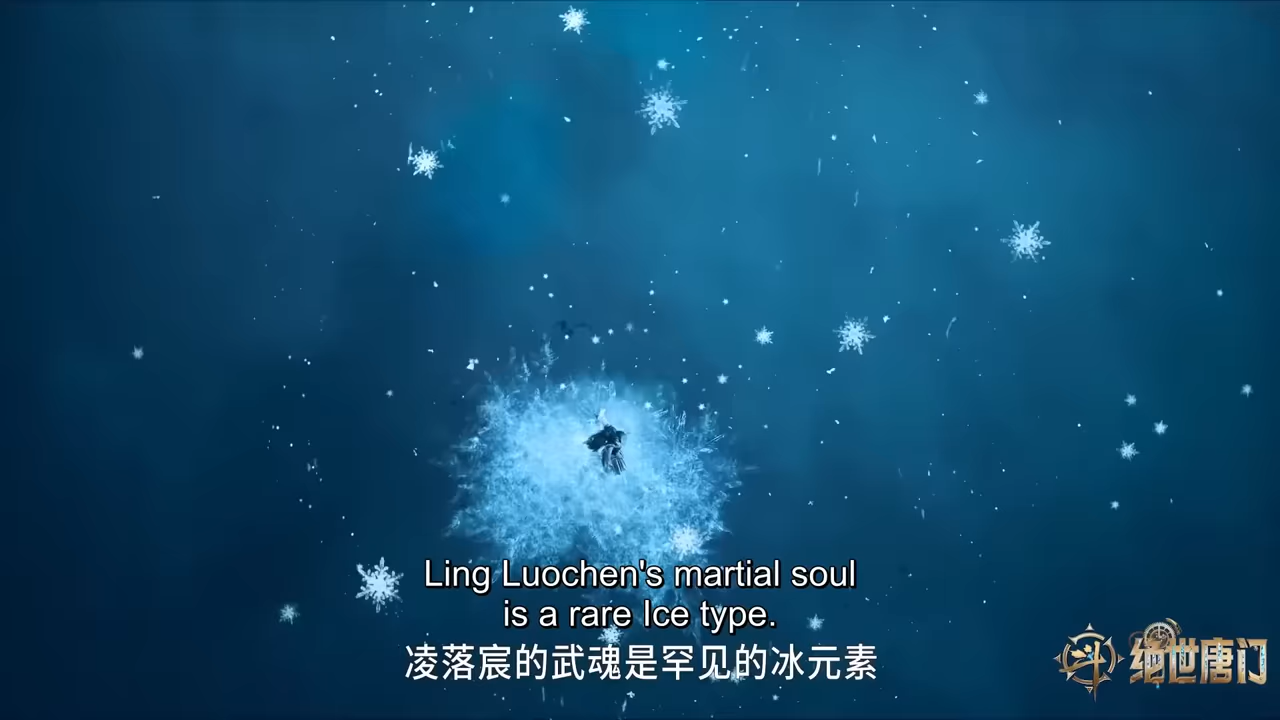 Ling Luochen's martial soul
is a rare Ice type.
凌落宸的武魂是罕见的冰元素
斗 绝世唐门